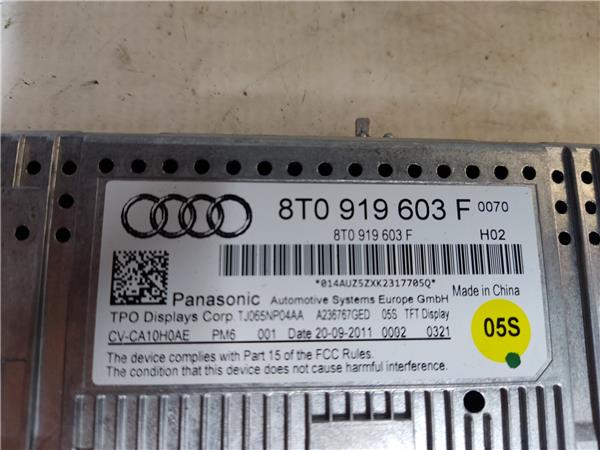 8T0 919 603 F 0070
8T0 919 603 F H02
*014AUZ5ZXK2317705Q*
Panasonic Automotive Systems Europe GmbH Made in China
TPO Displays Corp. TJ065NP04AA A236767GED 05S TFT Display
CV-CA10H0AE PM6 001 Date 20-09-2011 0002 0321
05S
The device complies with Part 15 of the FCC Rules.
The condition that this device does not cause harmful interference.